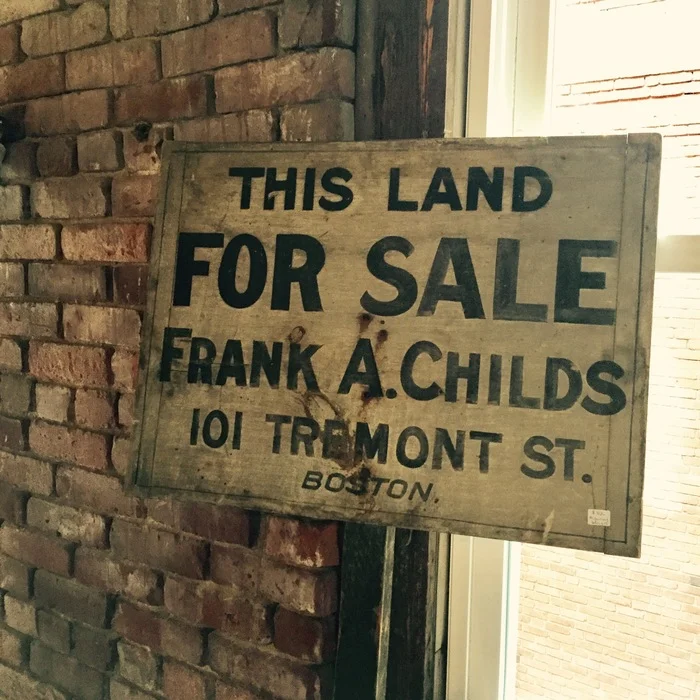 THIS LAND
FOR SALE
FRANK A. CHILDS
101 TREMONT ST.
BOSTON.